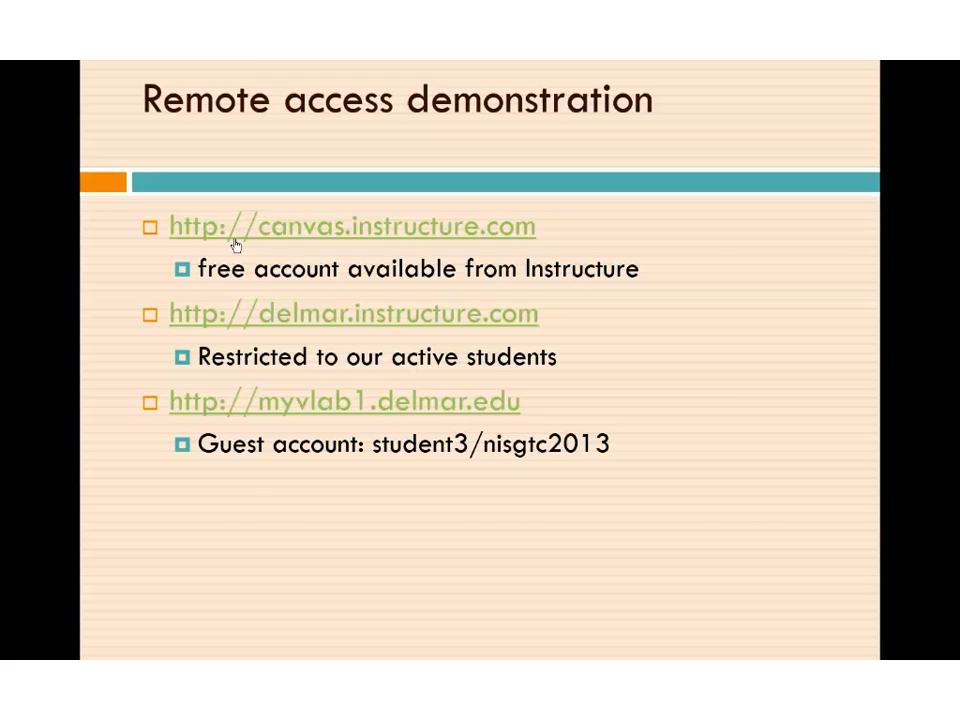 Remote access demonstration
http://canvas.instructure.com
free account available from Instructure
http://delmar.instructure.com
Restricted to our active students
http://myvlab1.delmar.edu
Guest account: student3/nisgtc2013